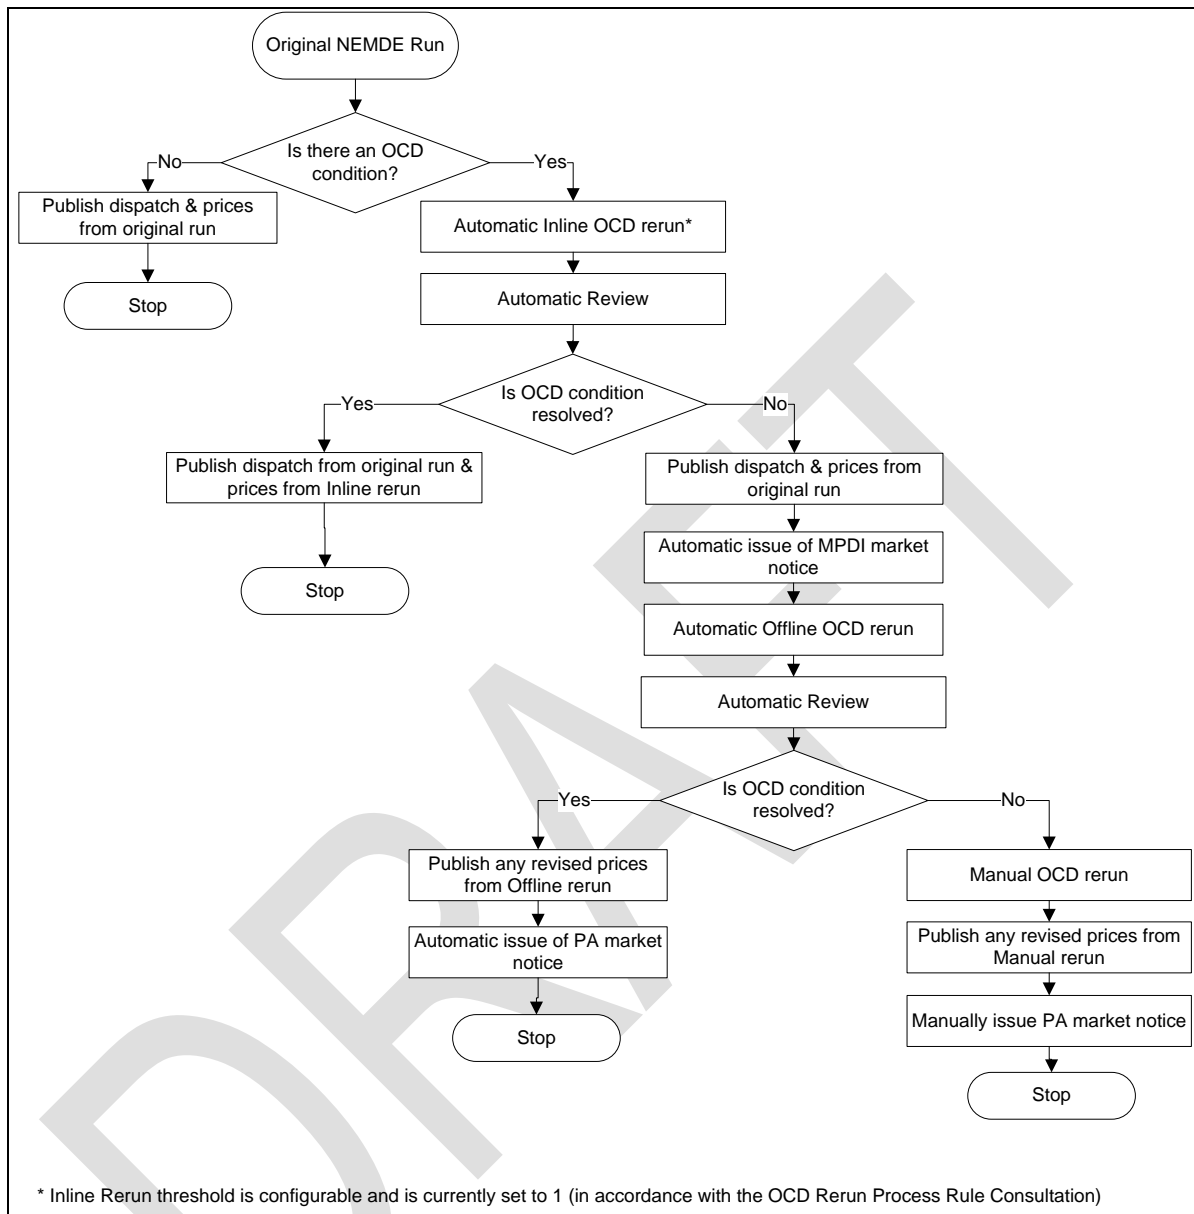 Original NEMDE Run
Is there an OCD
condition?
No
Yes
Publish dispatch & prices
from original run
Automatic Inline OCD rerun*
Stop
Automatic Review
Is OCD condition
resolved?
Yes
No
Publish dispatch from original run &
prices from Inline rerun
Publish dispatch & prices from
original run
Stop
Automatic issue of MPDI market
notice
Automatic Offline OCD rerun
Automatic Review
Is OCD condition
resolved?
Yes
No
Publish any revised prices
from Offline rerun
Manual OCD rerun
Automatic issue of PA market
notice
Publish any revised prices from
Manual rerun
Stop
Manually issue PA market notice
Stop
* Inline Rerun threshold is configurable and is currently set to 1 (in accordance with the OCD Rerun Process Rule Consultation)
DRAFT